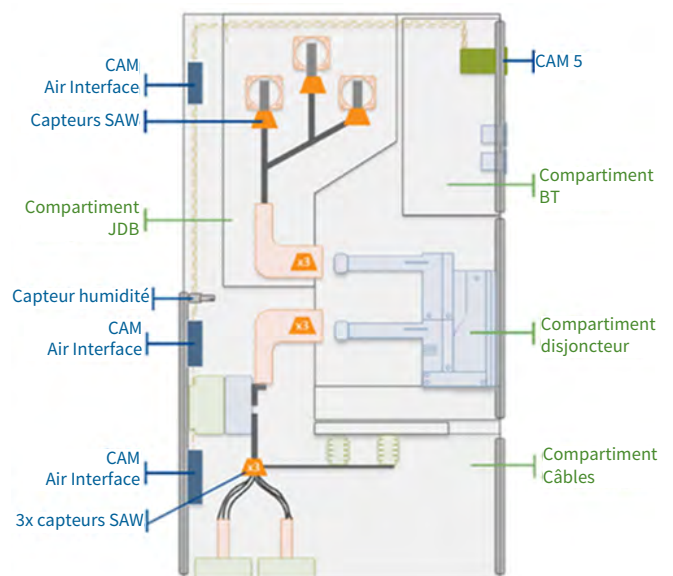 CAM
Air Interface
CAM 5
Capteurs SAW
Compartiment
BT
Compartiment
JDB
x3
Capteur humidité
x3
CAM
Air Interface
Compartiment
disjoncteur
CAM
Air Interface
x3
Compartiment
Câbles
3x capteurs SAW